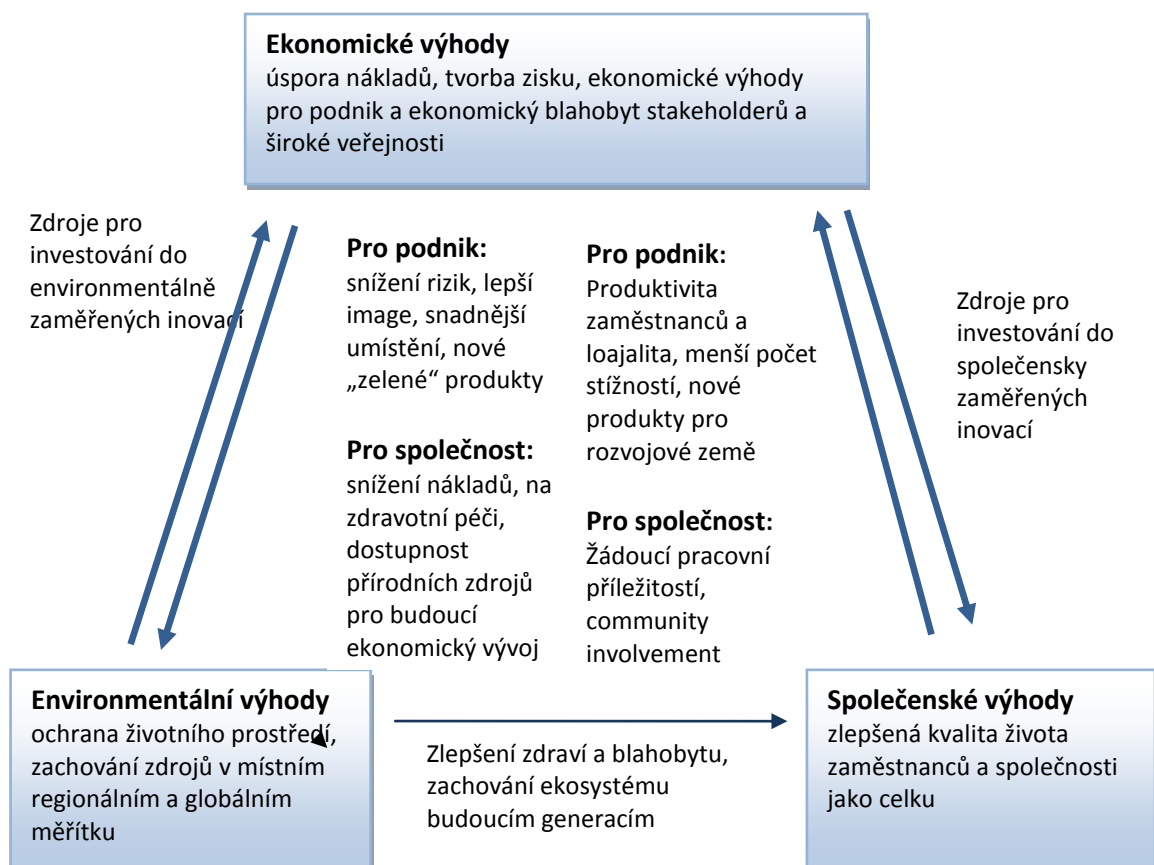 Ekonomické výhody
úspora nákladů, tvorba zisku, ekonomické výhody
pro podnik a ekonomický blahobyt stakeholderů a
široké veřejnosti
Zdroje pro
investování do
environmentálně
zaměřených inovací
Pro podnik:
snížení rizik, lepší
image, snadnější
umístění, nové
„zelené“ produkty
Pro společnost:
snížení nákladů, na
zdravotní péči,
dostupnost
přírodních zdrojů
pro budoucí
ekonomický vývoj
Pro podnik:
Produktivita
zaměstnanců a
loajalita, menší počet
stížností, nové
produkty pro
rozvojové země
Pro společnost:
Žádoucí pracovní
příležitostí,
community
involvement
Zdroje pro
investování do
společensky
zaměřených
inovací
Environmentální výhody
ochrana životního prostředí,
zachování zdrojů v místním
regionálním a globálním
měřítku
Zlepšení zdraví a blahobytu,
zachování ekosystému
budoucím generacím
Společenské výhody
zlepšená kvalita života
zaměstnanců a společnosti
jako celku